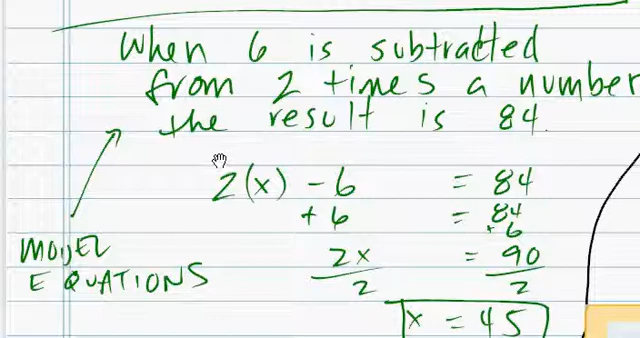 When 6 is subtracted
from 2 times a number
the result is 84.
2(x) - 6 = 84
+ 6 = 84
+ 6
MODEL
EQUATIONS
2x = 90
2 2
x = 45